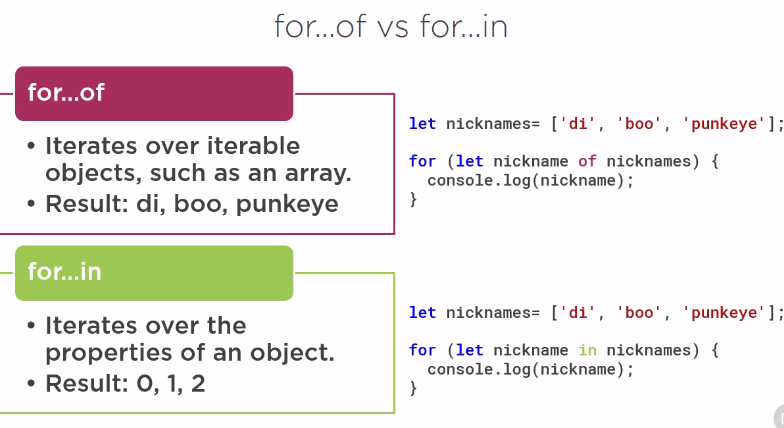 for...of vs for...in
for...of
• Iterates over iterable
objects, such as an array.
• Result: di, boo, punkeye
let nicknames= ['di', 'boo', 'punkeye'];
for (let nickname of nicknames) {
  console.log(nickname);
}
for...in
• Iterates over the
properties of an object.
• Result: 0, 1, 2
let nicknames= ['di', 'boo', 'punkeye'];
for (let nickname in nicknames) {
  console.log(nickname);
}